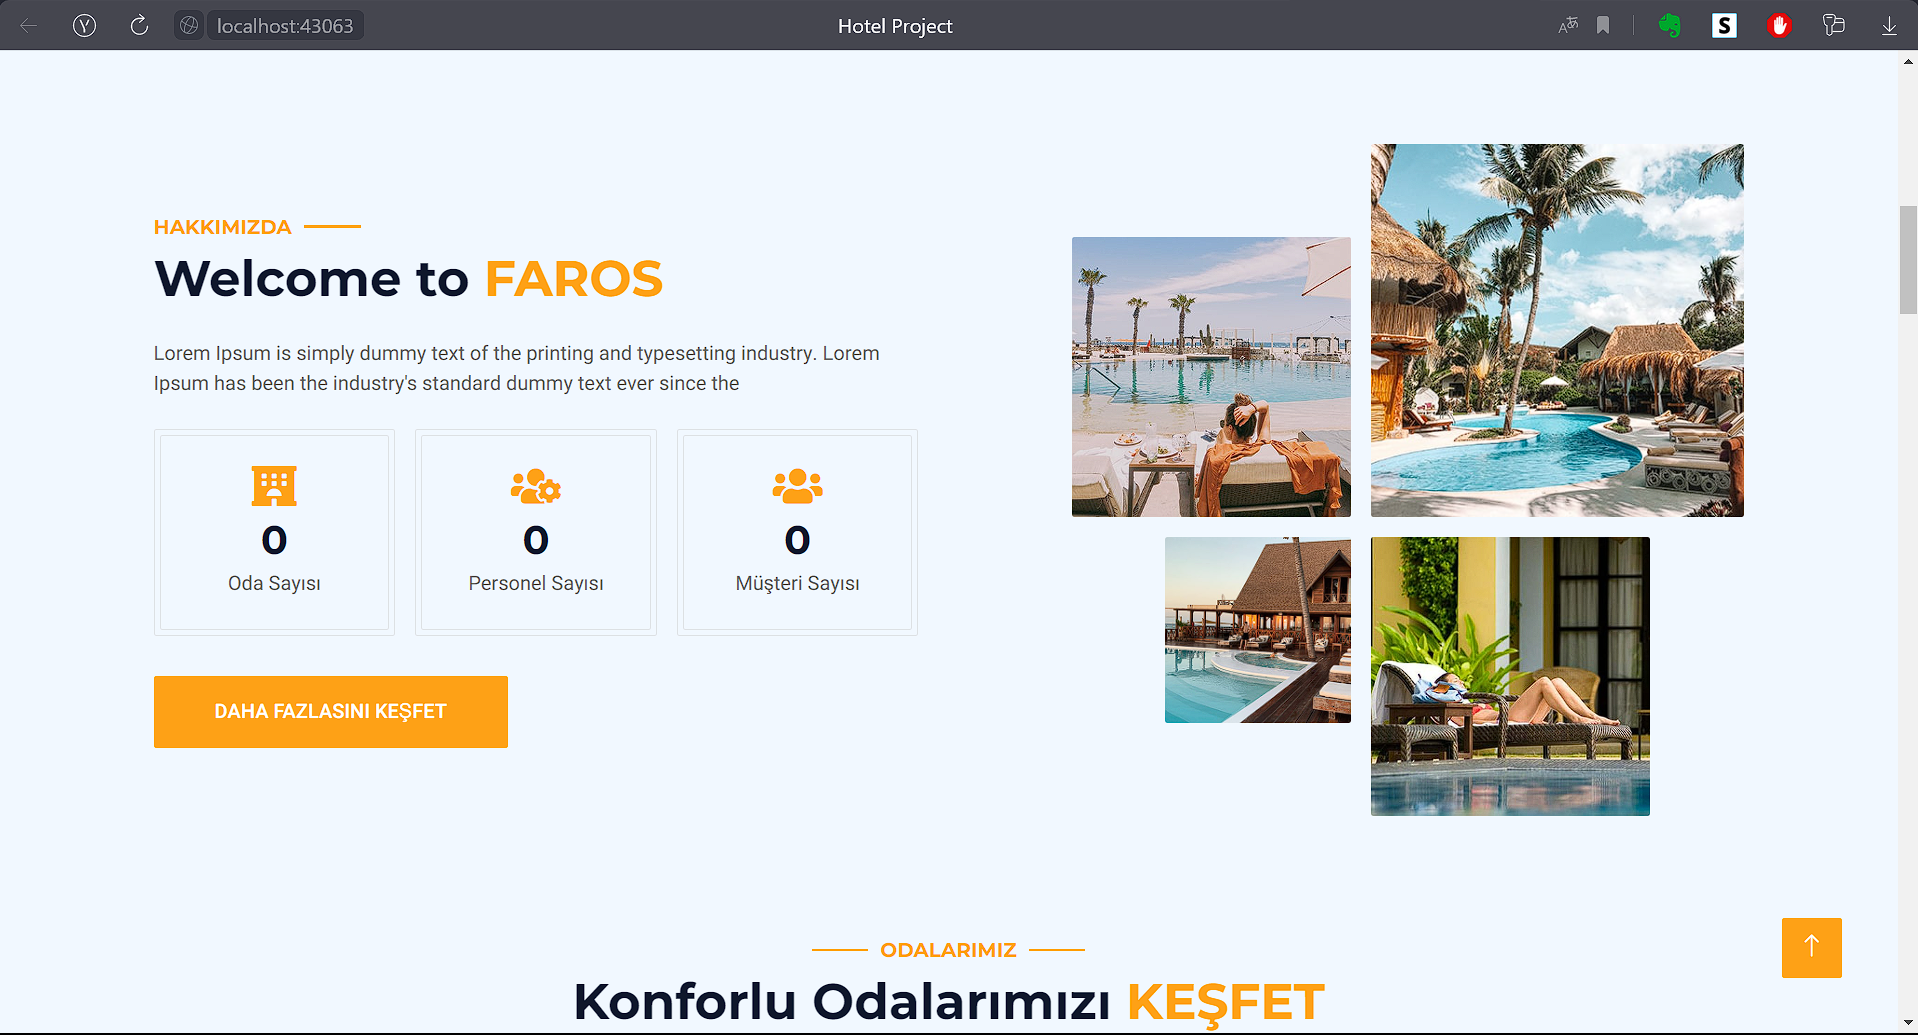 localhost:43063
Hotel Project
S
HAKKIMIZDA
Welcome to FAROS
Lorem Ipsum is simply dummy text of the printing and typesetting industry. Lorem
Ipsum has been the industry's standard dummy text ever since the
0
Oda Sayısı
0
Personel Sayısı
0
Müşteri Sayısı
DAHA FAZLASINI KEŞFET
ODALARIMIZ
Konforlu Odalarımızı KEŞFET